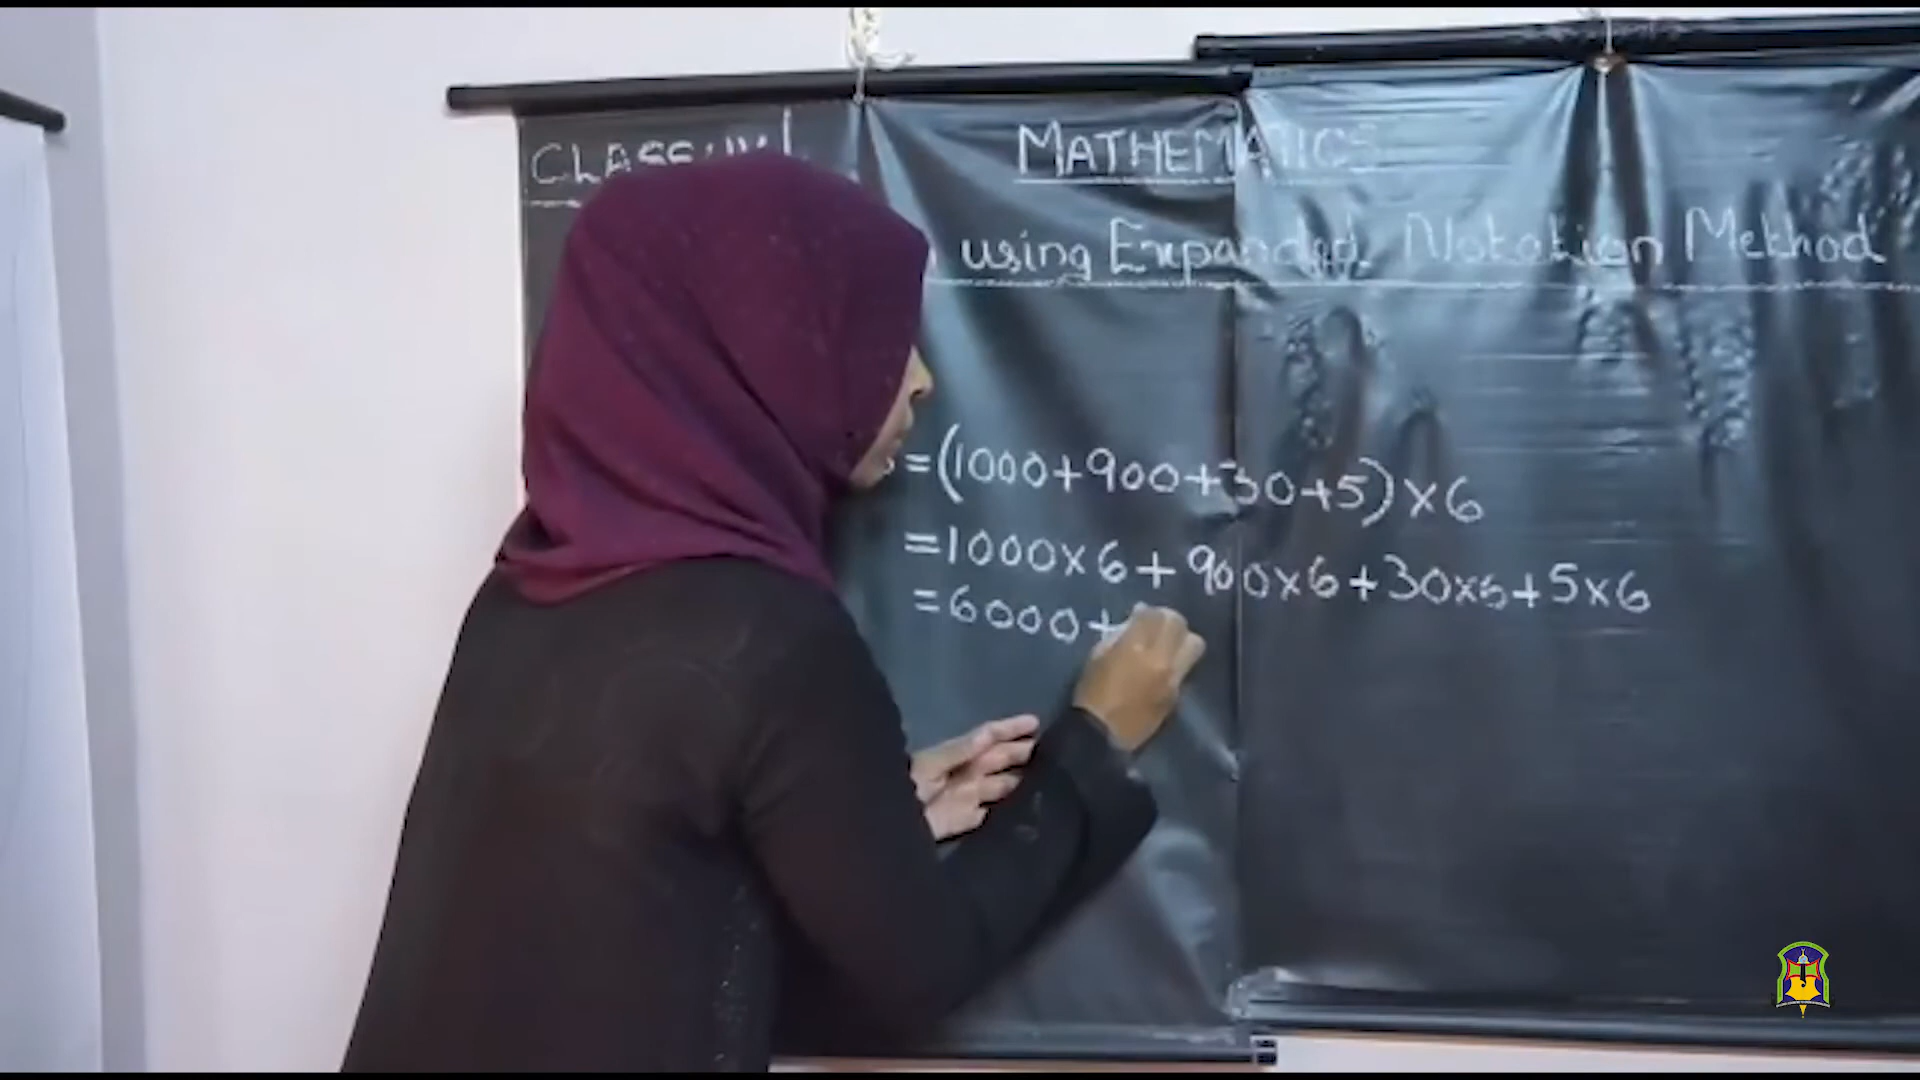 CLASS: IV
MATHEMATICS
using Expanded Notation Method
=(1000+900+30+5)×6
=1000×6+900×6+30×6+5×6
=6000+